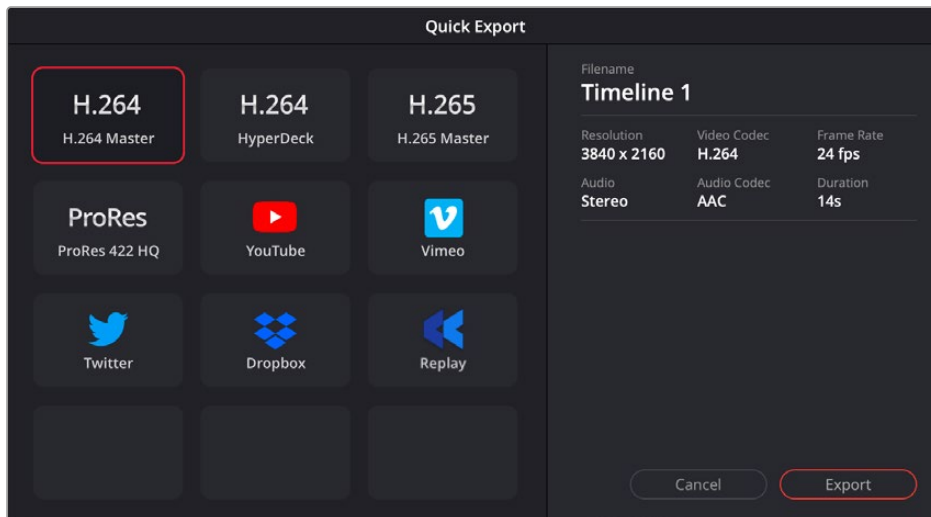 Quick Export
H.264
H.264 Master
H.264
HyperDeck
H.265
H.265 Master
ProRes
ProRes 422 HQ
YouTube
Vimeo
Twitter
Dropbox
Replay
Filename
Timeline 1
Resolution Video Codec Frame Rate
3840 x 2160 H.264 24 fps
Audio Audio Codec Duration
Stereo AAC 14s
Cancel Export